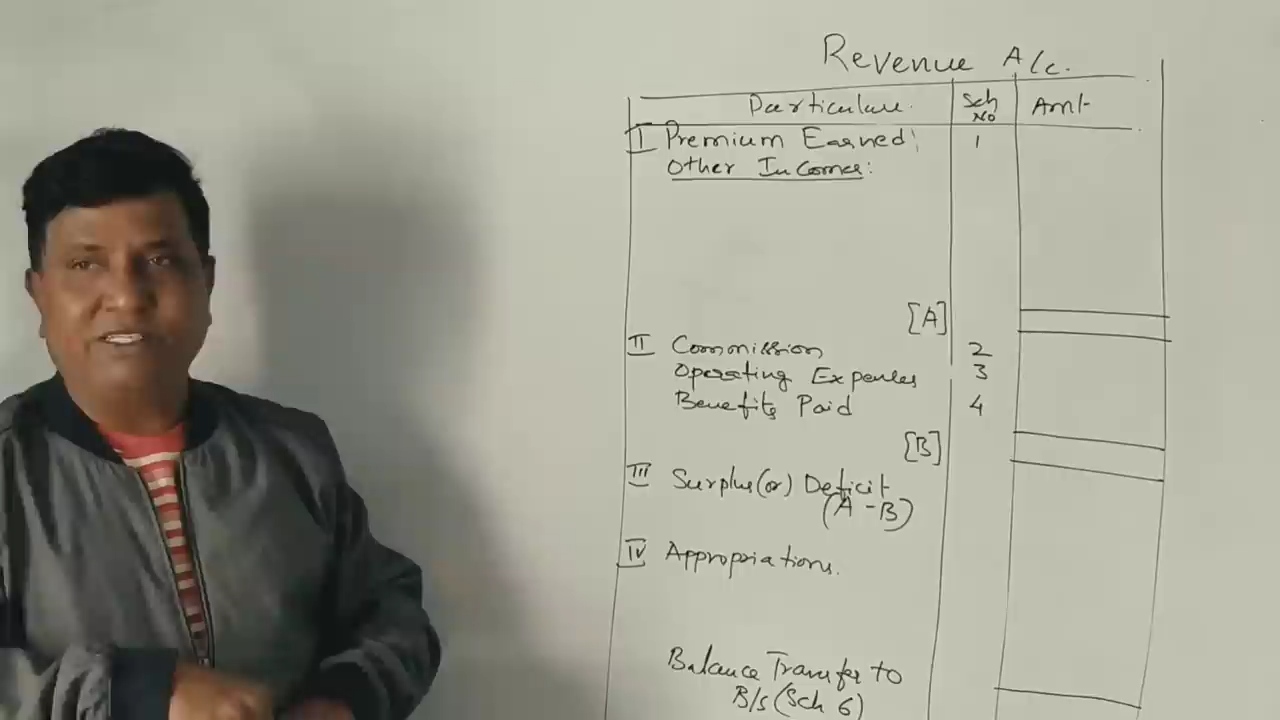 Revenue A/c.
Particulars. Sch No Amt
I Premium Earned: 1
Other Incomes:
[A]
II Commission 2
Operating Expenses 3
Benefits Paid 4
[B]
III Surplus (or) Deficit
(A - B)
IV Appropriations.
Balance Transfer to
B/s (Sch 6)